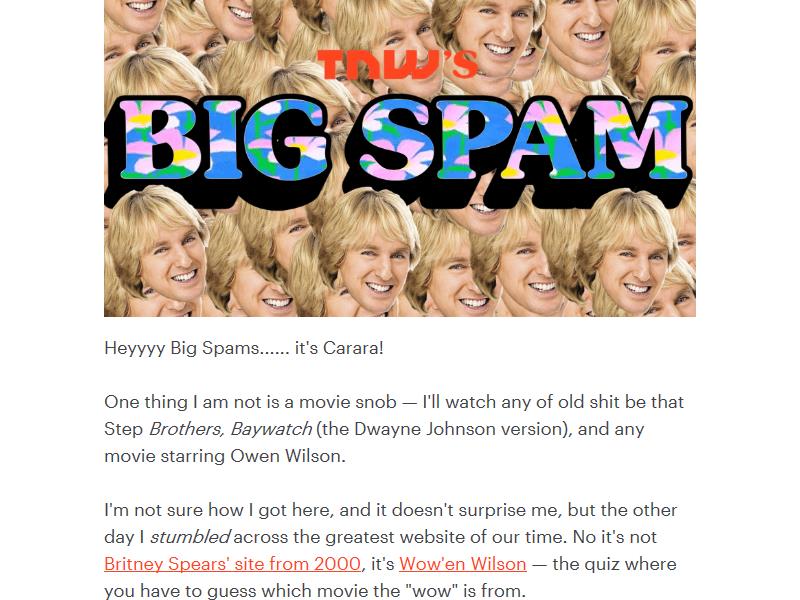 TNW's
BIG SPAM
Heyyyy Big Spams...... it's Carara!
One thing I am not is a movie snob — I'll watch any of old shit be that
Step Brothers, Baywatch (the Dwayne Johnson version), and any
movie starring Owen Wilson.
I'm not sure how I got here, and it doesn't surprise me, but the other
day I stumbled across the greatest website of our time. No it's not
Britney Spears' site from 2000, it's Wow'en Wilson — the quiz where
you have to guess which movie the "wow" is from.